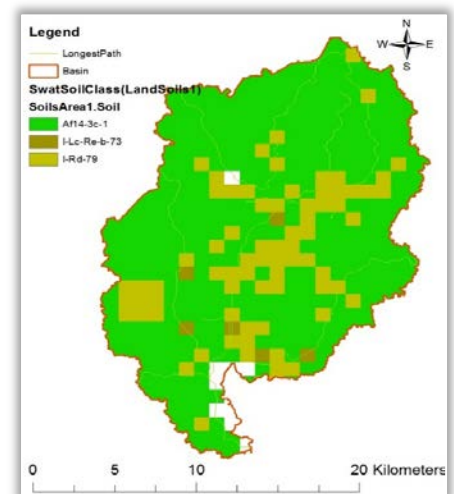 Legend
LongestPath
Basin
SwatSoilClass(LandSoils1)
SoilsArea1.Soil
Af14-3c-1
I-Lc-Re-b-73
I-Rd-79
N
W E
S
0 5 10 20 Kilometers